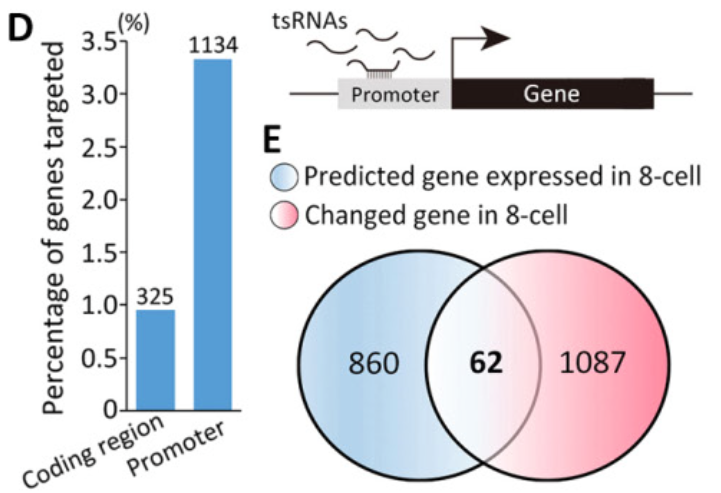 D
(%)
Percentage of genes targeted
3.5
3.0
2.5
2.0
1.5
1.0
0.5
0
325
1134
Coding region
Promoter
tsRNAs
Promoter
Gene
E
Predicted gene expressed in 8-cell
Changed gene in 8-cell
860
62
1087